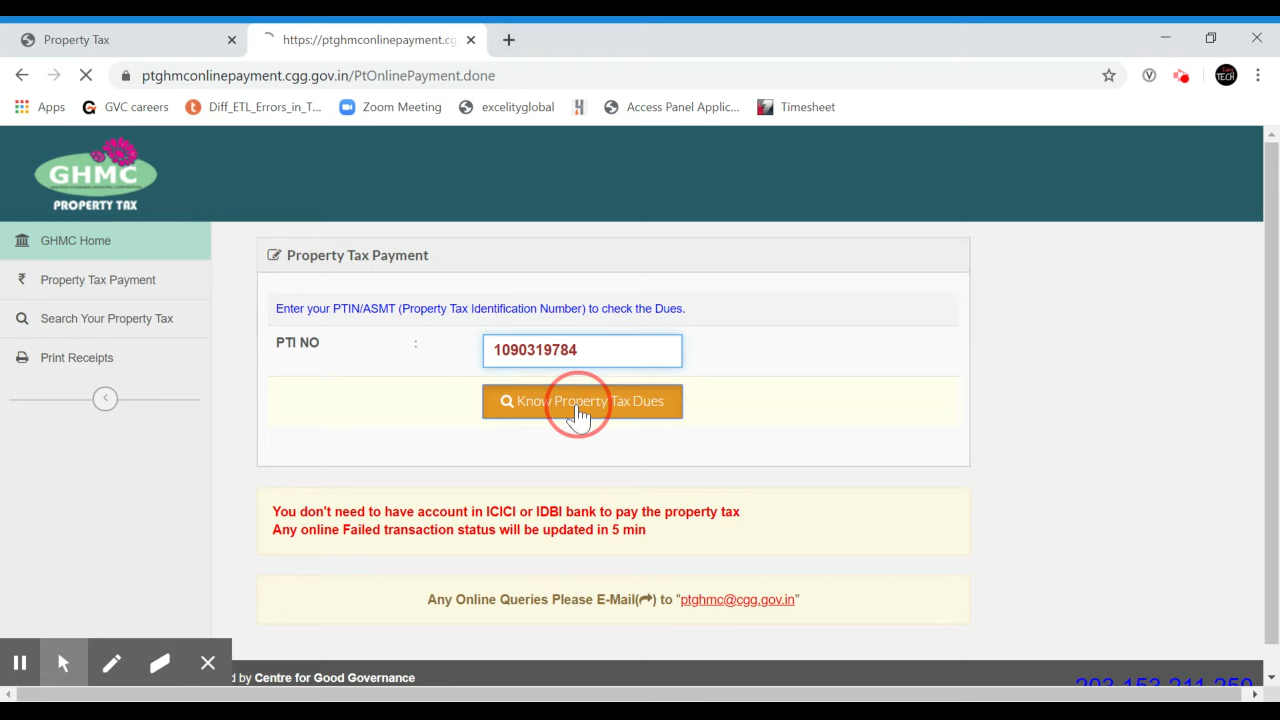 Property Tax
https://ptghmconlinepayment.cg
ptghmconlinepayment.cgg.gov.in/PtOnlinePayment.done
TECH
Apps
GVC careers
Diff_ETL_Errors_in_T...
Zoom Meeting
excelityglobal
Access Panel Applic...
Timesheet
GHMC
PROPERTY TAX
GHMC Home
Property Tax Payment
Search Your Property Tax
Print Receipts
Property Tax Payment
Enter your PTIN/ASMT (Property Tax Identification Number) to check the Dues.
PTI NO : 1090319784
Know Property Tax Dues
You don't need to have account in ICICI or IDBI bank to pay the property tax
Any online Failed transaction status will be updated in 5 min
Any Online Queries Please E-Mail() to "ptghmc@cgg.gov.in"
d by Centre for Good Governance
203-153-211-250